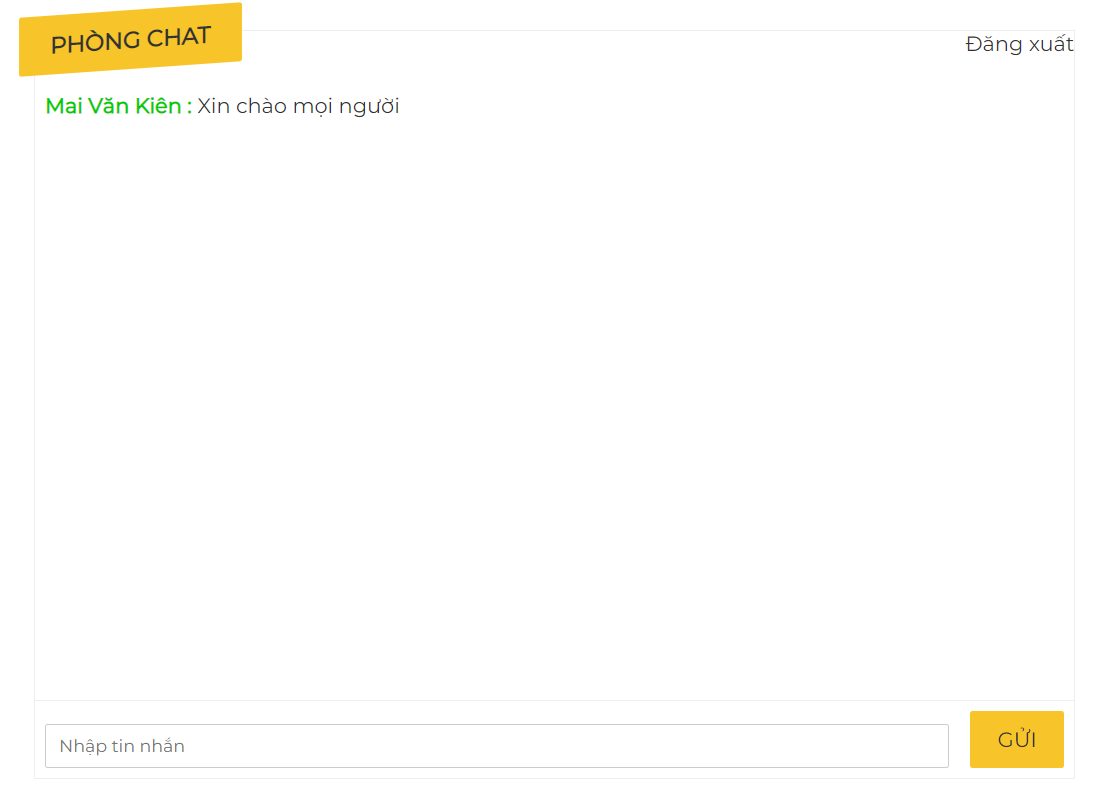 PHÒNG CHAT
Đăng xuất
Mai Văn Kiên : Xin chào mọi người
Nhập tin nhắn
GỬI